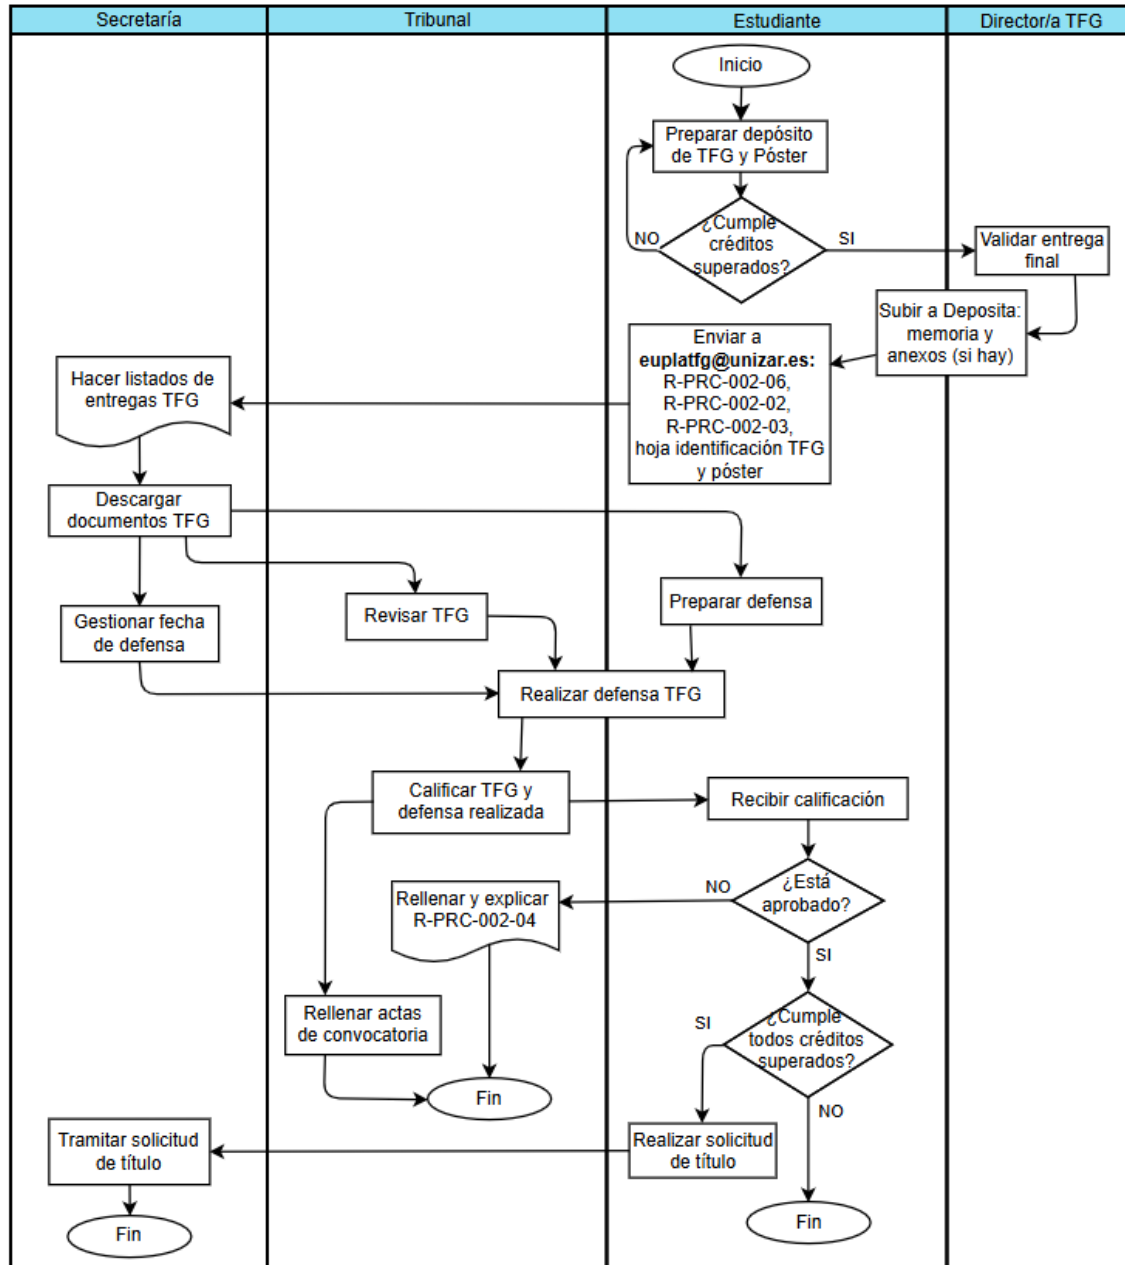 Secretaría
Tribunal
Estudiante
Director/a TFG
Inicio
Preparar depósito
de TFG y Póster
¿Cumple
créditos
superados?
NO
SI
Validar entrega
final
Subir a Deposita:
memoria y
anexos (si hay)
Enviar a
euplatfg@unizar.es:
R-PRC-002-06,
R-PRC-002-02,
R-PRC-002-03,
hoja identificación TFG
y póster
Hacer listados de
entregas TFG
Descargar
documentos TFG
Gestionar fecha
de defensa
Revisar TFG
Preparar defensa
Realizar defensa TFG
Calificar TFG y
defensa realizada
Recibir calificación
¿Está
aprobado?
NO
SI
Rellenar y explicar
R-PRC-002-04
Rellenar actas
de convocatoria
Fin
¿Cumple
todos créditos
superados?
SI
NO
Realizar solicitud
de título
Tramitar solicitud
de título
Fin
Fin